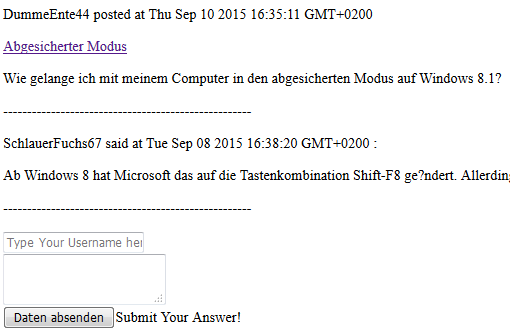 DummeEnte44 posted at Thu Sep 10 2015 16:35:11 GMT+0200
Abgesicherter Modus
Wie gelange ich mit meinem Computer in den abgesicherten Modus auf Windows 8.1?
----------------------------------------------------
SchlauerFuchs67 said at Tue Sep 08 2015 16:38:20 GMT+0200 :
Ab Windows 8 hat Microsoft das auf die Tastenkombination Shift-F8 ge?ndert. Allerdin
----------------------------------------------------
Type Your Username her
Daten absenden Submit Your Answer!